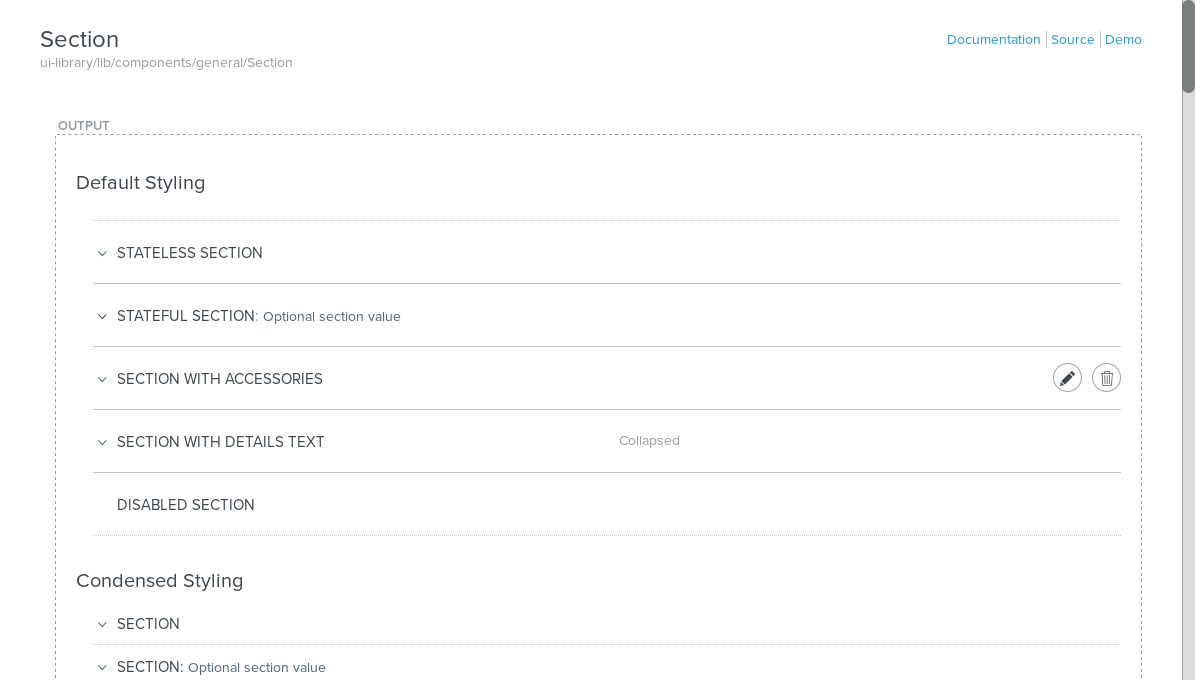 Section
Documentation Source Demo
ui-library/lib/components/general/Section
OUTPUT
Default Styling
STATELESS SECTION
STATEFUL SECTION: Optional section value
SECTION WITH ACCESSORIES
SECTION WITH DETAILS TEXT Collapsed
DISABLED SECTION
Condensed Styling
SECTION
SECTION: Optional section value